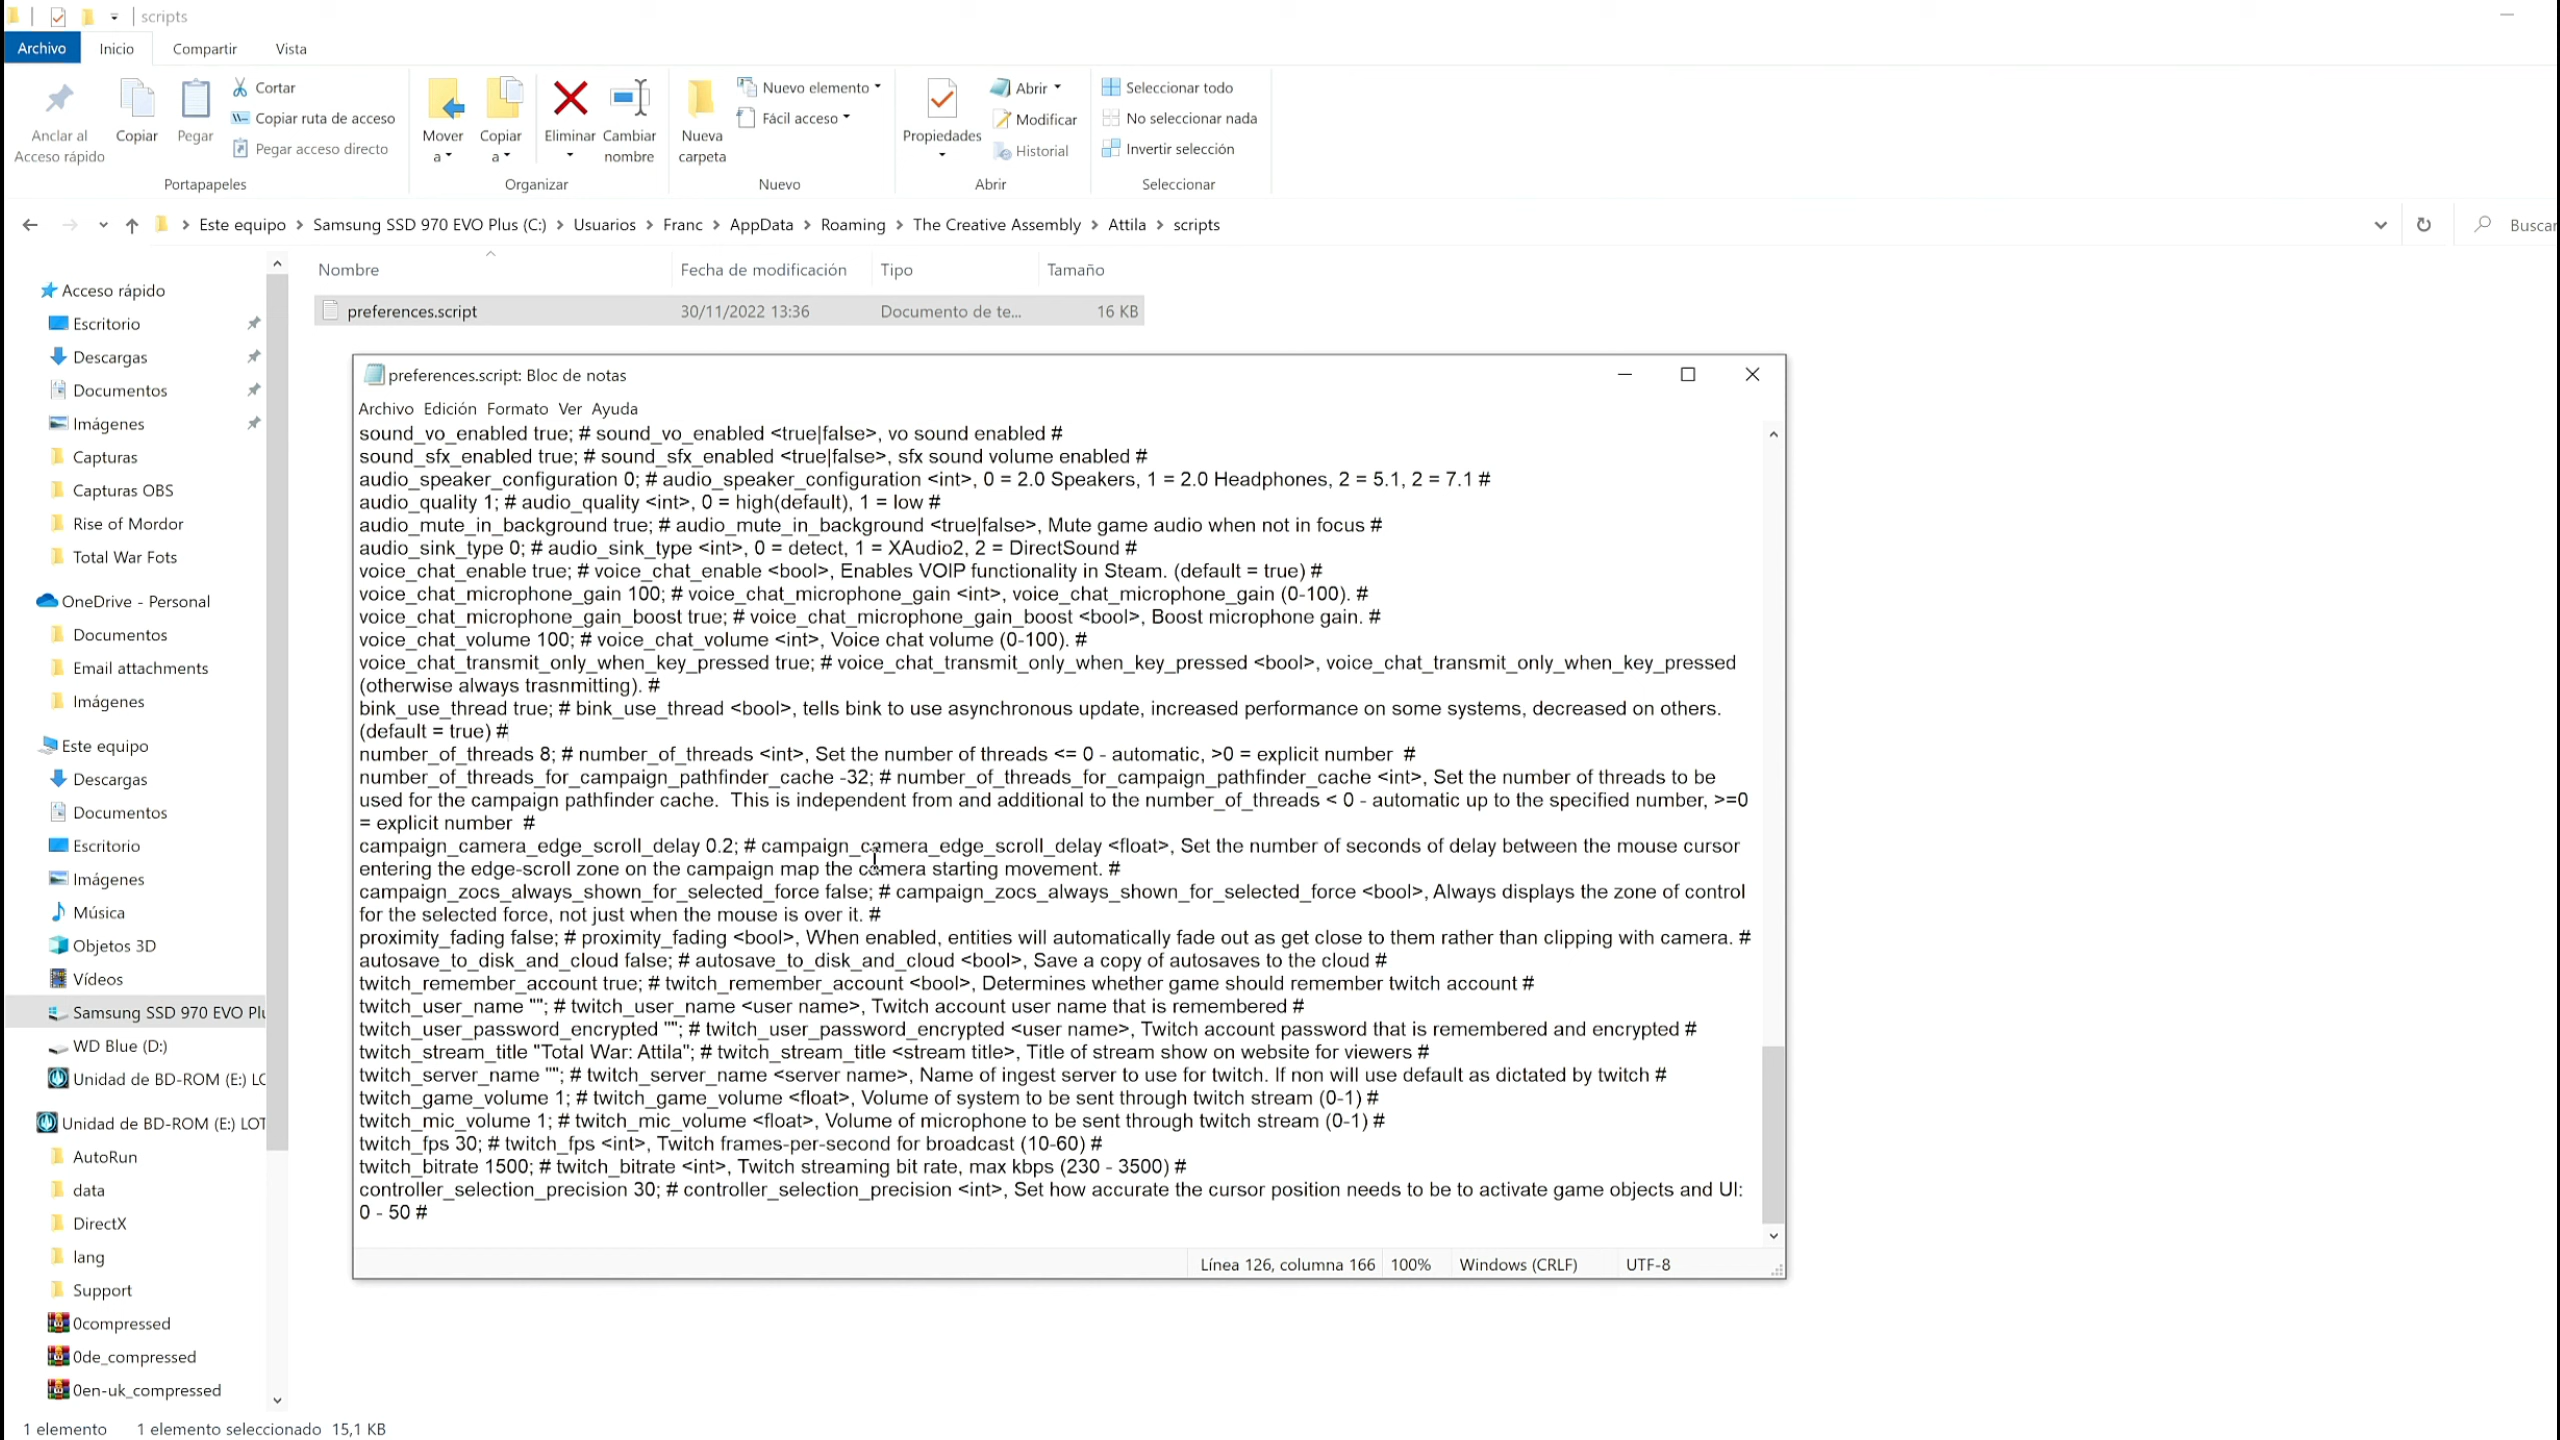 scripts
Archivo Inicio Compartir Vista
Anclar al Acceso rápido
Copiar
Pegar
Cortar
Copiar ruta de acceso
Pegar acceso directo
Portapapeles
Mover a
Copiar a
Eliminar
Cambiar nombre
Organizar
Nueva carpeta
Nuevo elemento
Fácil acceso
Nuevo
Propiedades
Abrir
Modificar
Historial
Abrir
Seleccionar todo
No seleccionar nada
Invertir selección
Seleccionar
Este equipo > Samsung SSD 970 EVO Plus (C:) > Usuarios > Franc > AppData > Roaming > The Creative Assembly > Attila > scripts
Buscar
Nombre Fecha de modificación Tipo Tamaño
preferences.script 30/11/2022 13:36 Documento de te... 16 KB
Acceso rápido
Escritorio
Descargas
Documentos
Imágenes
Capturas
Capturas OBS
Rise of Mordor
Total War Fots
OneDrive - Personal
Documentos
Email attachments
Imágenes
Este equipo
Descargas
Documentos
Escritorio
Imágenes
Música
Objetos 3D
Vídeos
Samsung SSD 970 EVO Plu
WD Blue (D:)
Unidad de BD-ROM (E:) LO
Unidad de BD-ROM (E:) LOT
AutoRun
data
DirectX
lang
Support
0compressed
0de_compressed
0en-uk_compressed
1 elemento 1 elemento seleccionado 15,1 KB
preferences.script: Bloc de notas
Archivo Edición Formato Ver Ayuda
sound_vo_enabled true; # sound_vo_enabled <true|false>, vo sound enabled #
sound_sfx_enabled true; # sound_sfx_enabled <true|false>, sfx sound volume enabled #
audio_speaker_configuration 0; # audio_speaker_configuration <int>, 0 = 2.0 Speakers, 1 = 2.0 Headphones, 2 = 5.1, 2 = 7.1 #
audio_quality 1; # audio_quality <int>, 0 = high(default), 1 = low #
audio_mute_in_background true; # audio_mute_in_background <true|false>, Mute game audio when not in focus #
audio_sink_type 0; # audio_sink_type <int>, 0 = detect, 1 = XAudio2, 2 = DirectSound #
voice_chat_enable true; # voice_chat_enable <bool>, Enables VOIP functionality in Steam. (default = true) #
voice_chat_microphone_gain 100; # voice_chat_microphone_gain <int>, voice_chat_microphone_gain (0-100). #
voice_chat_microphone_gain_boost true; # voice_chat_microphone_gain_boost <bool>, Boost microphone gain. #
voice_chat_volume 100; # voice_chat_volume <int>, Voice chat volume (0-100). #
voice_chat_transmit_only_when_key_pressed true; # voice_chat_transmit_only_when_key_pressed <bool>, voice_chat_transmit_only_when_key_pressed
(otherwise always trasnmitting). #
bink_use_thread true; # bink_use_thread <bool>, tells bink to use asynchronous update, increased performance on some systems, decreased on others.
(default = true) #
number_of_threads 8; # number_of_threads <int>, Set the number of threads <= 0 - automatic, >0 = explicit number  #
number_of_threads_for_campaign_pathfinder_cache -32; # number_of_threads_for_campaign_pathfinder_cache <int>, Set the number of threads to be
used for the campaign pathfinder cache.  This is independent from and additional to the number_of_threads < 0 - automatic up to the specified number, >=0
= explicit number  #
campaign_camera_edge_scroll_delay 0.2; # campaign_camera_edge_scroll_delay <float>, Set the number of seconds of delay between the mouse cursor
entering the edge-scroll zone on the campaign map the camera starting movement. #
campaign_zocs_always_shown_for_selected_force false; # campaign_zocs_always_shown_for_selected_force <bool>, Always displays the zone of control
for the selected force, not just when the mouse is over it. #
proximity_fading false; # proximity_fading <bool>, When enabled, entities will automatically fade out as get close to them rather than clipping with camera. #
autosave_to_disk_and_cloud false; # autosave_to_disk_and_cloud <bool>, Save a copy of autosaves to the cloud #
twitch_remember_account true; # twitch_remember_account <bool>, Determines whether game should remember twitch account #
twitch_user_name ""; # twitch_user_name <user name>, Twitch account user name that is remembered #
twitch_user_password_encrypted ""; # twitch_user_password_encrypted <user name>, Twitch account password that is remembered and encrypted #
twitch_stream_title "Total War: Attila"; # twitch_stream_title <stream title>, Title of stream show on website for viewers #
twitch_server_name ""; # twitch_server_name <server name>, Name of ingest server to use for twitch. If non will use default as dictated by twitch #
twitch_game_volume 1; # twitch_game_volume <float>, Volume of system to be sent through twitch stream (0-1) #
twitch_mic_volume 1; # twitch_mic_volume <float>, Volume of microphone to be sent through twitch stream (0-1) #
twitch_fps 30; # twitch_fps <int>, Twitch frames-per-second for broadcast (10-60) #
twitch_bitrate 1500; # twitch_bitrate <int>, Twitch streaming bit rate, max kbps (230 - 3500) #
controller_selection_precision 30; # controller_selection_precision <int>, Set how accurate the cursor position needs to be to activate game objects and UI:
0 - 50 #
Línea 126, columna 166 100% Windows (CRLF) UTF-8